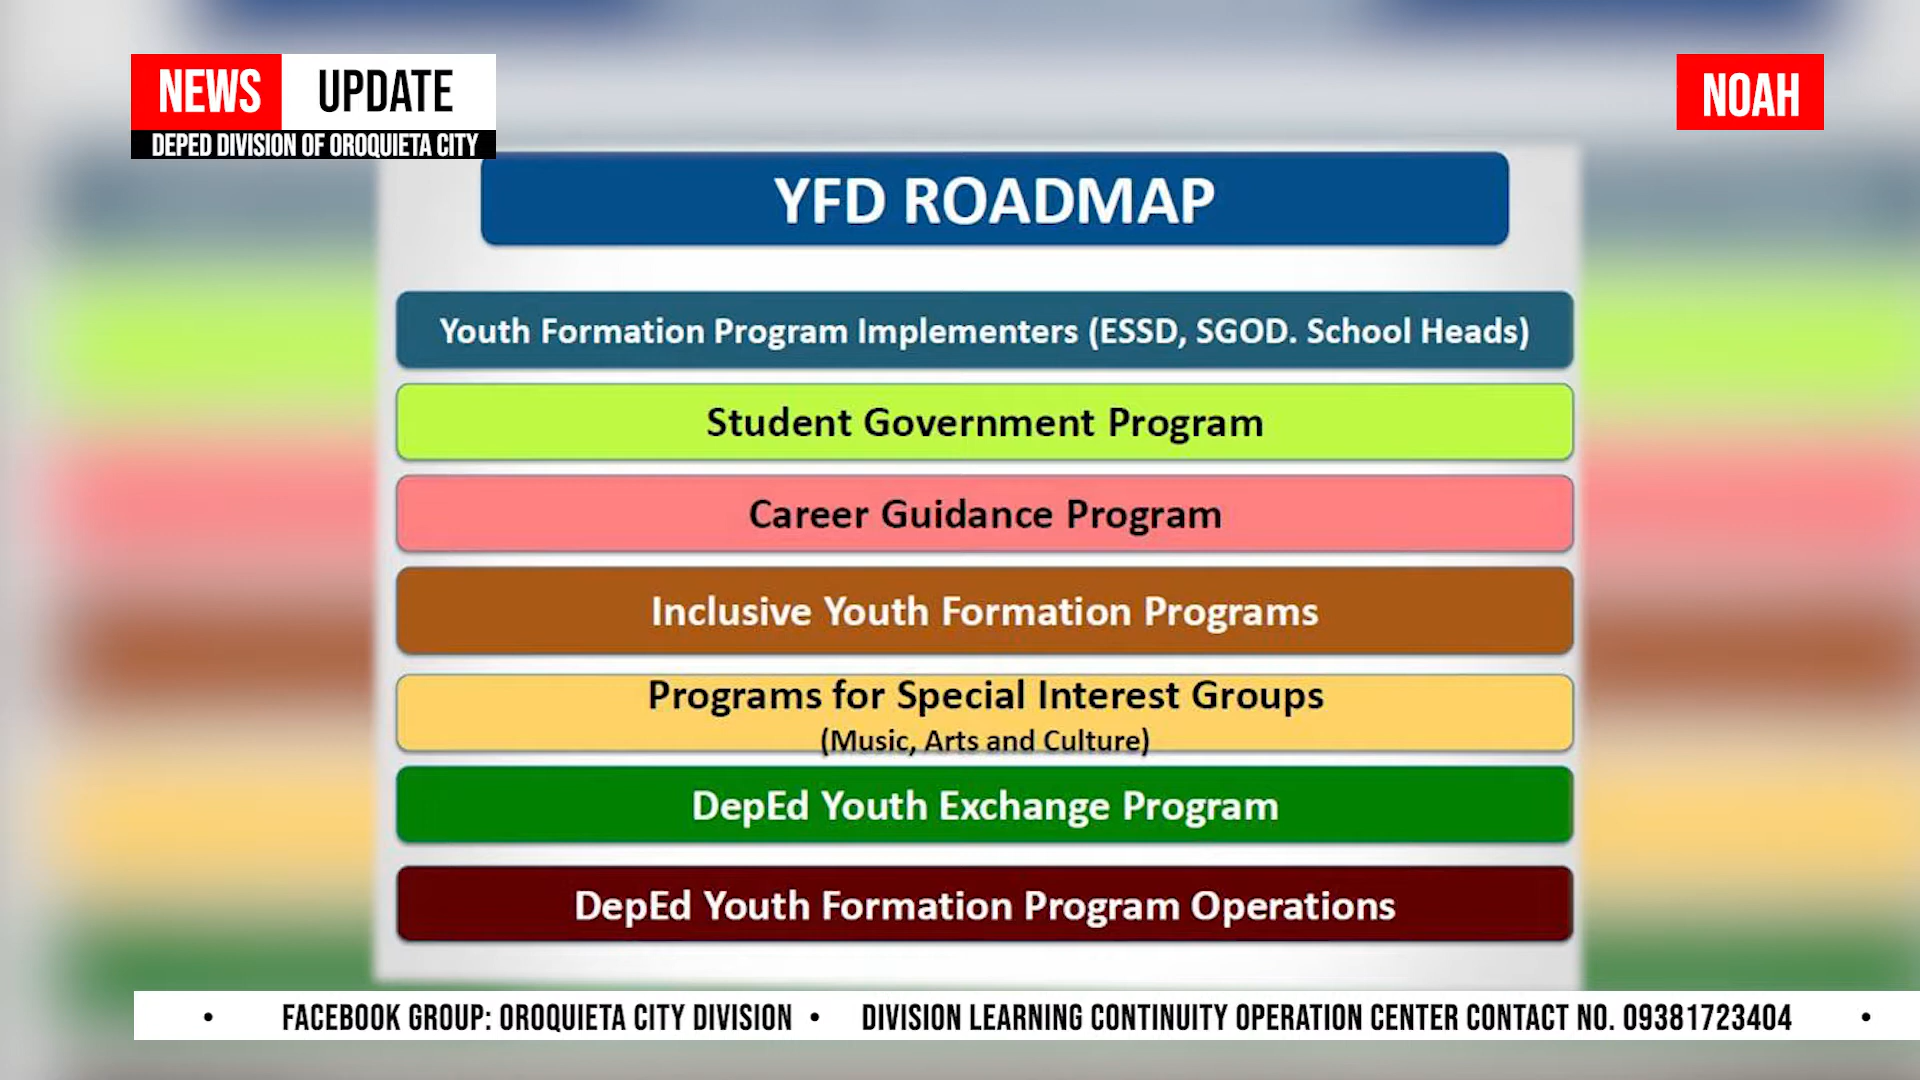 NEWS UPDATE
DEPED DIVISION OF OROQUIETA CITY
NOAH
YFD ROADMAP
Youth Formation Program Implementers (ESSD, SGOD. School Heads)
Student Government Program
Career Guidance Program
Inclusive Youth Formation Programs
Programs for Special Interest Groups
(Music, Arts and Culture)
DepEd Youth Exchange Program
DepEd Youth Formation Program Operations
• FACEBOOK GROUP: OROQUIETA CITY DIVISION • DIVISION LEARNING CONTINUITY OPERATION CENTER CONTACT NO. 09381723404 •